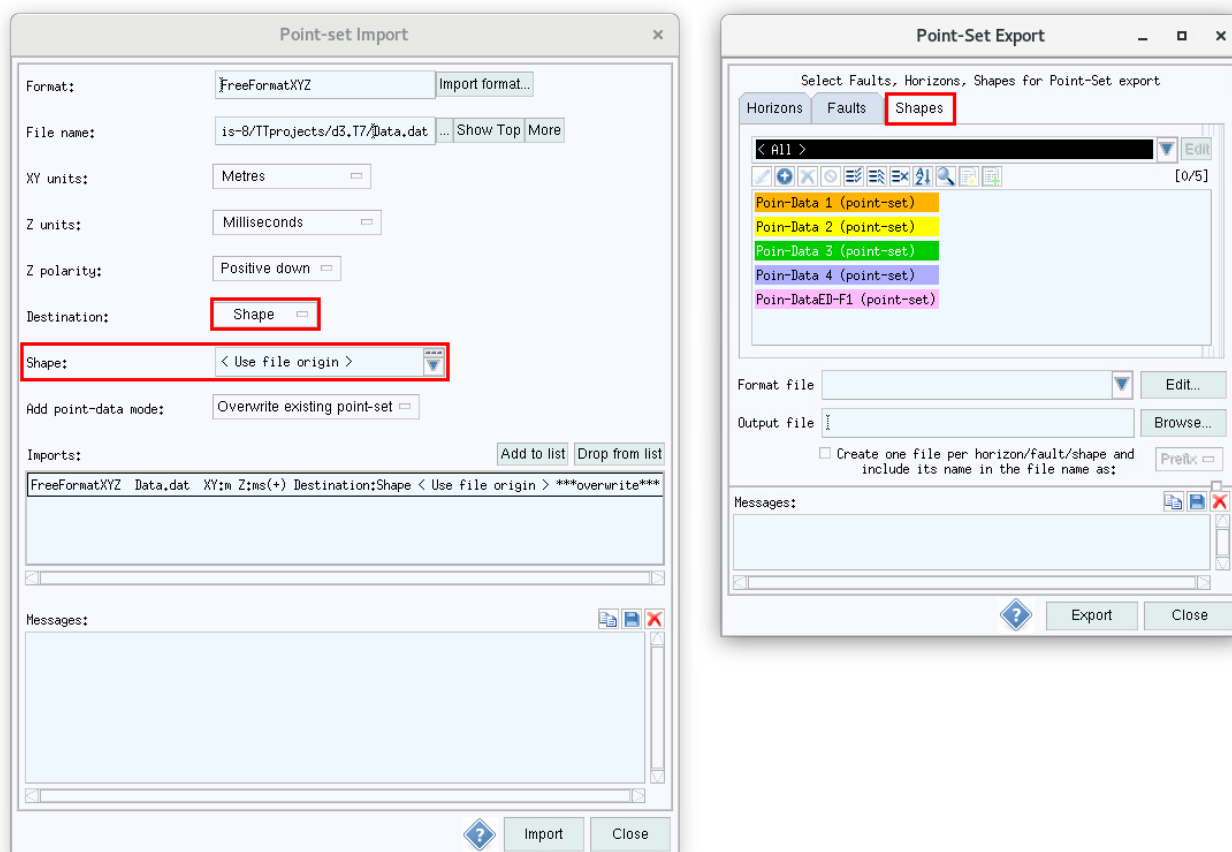 Point-set Import
Format: FreeFormatXYZ Import format...
File name: is-8/TTprojects/d3.T7/Data.dat ... Show Top More
XY units: Metres
Z units: Milliseconds
Z polarity: Positive down
Destination: Shape
Shape: < Use file origin >
Add point-data mode: Overwrite existing point-set
Imports: Add to list Drop from list
FreeFormatXYZ Data.dat XY:m Z:ms(+) Destination:Shape < Use file origin > ***overwrite***
Messages:
? Import Close
Point-Set Export
Select Faults, Horizons, Shapes for Point-Set export
Horizons Faults Shapes
< All > Edit
[0/5]
Poin-Data 1 (point-set)
Poin-Data 2 (point-set)
Poin-Data 3 (point-set)
Poin-Data 4 (point-set)
Poin-DataED-F1 (point-set)
Format file Edit...
Output file Browse...
Create one file per horizon/fault/shape and
include its name in the file name as: Prefix
Messages:
? Export Close